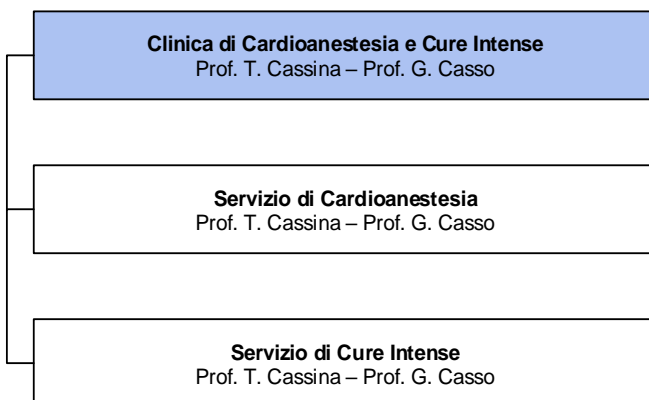 Clinica di Cardioanestesia e Cure Intense
Prof. T. Cassina – Prof. G. Casso
Servizio di Cardioanestesia
Prof. T. Cassina – Prof. G. Casso
Servizio di Cure Intense
Prof. T. Cassina – Prof. G. Casso